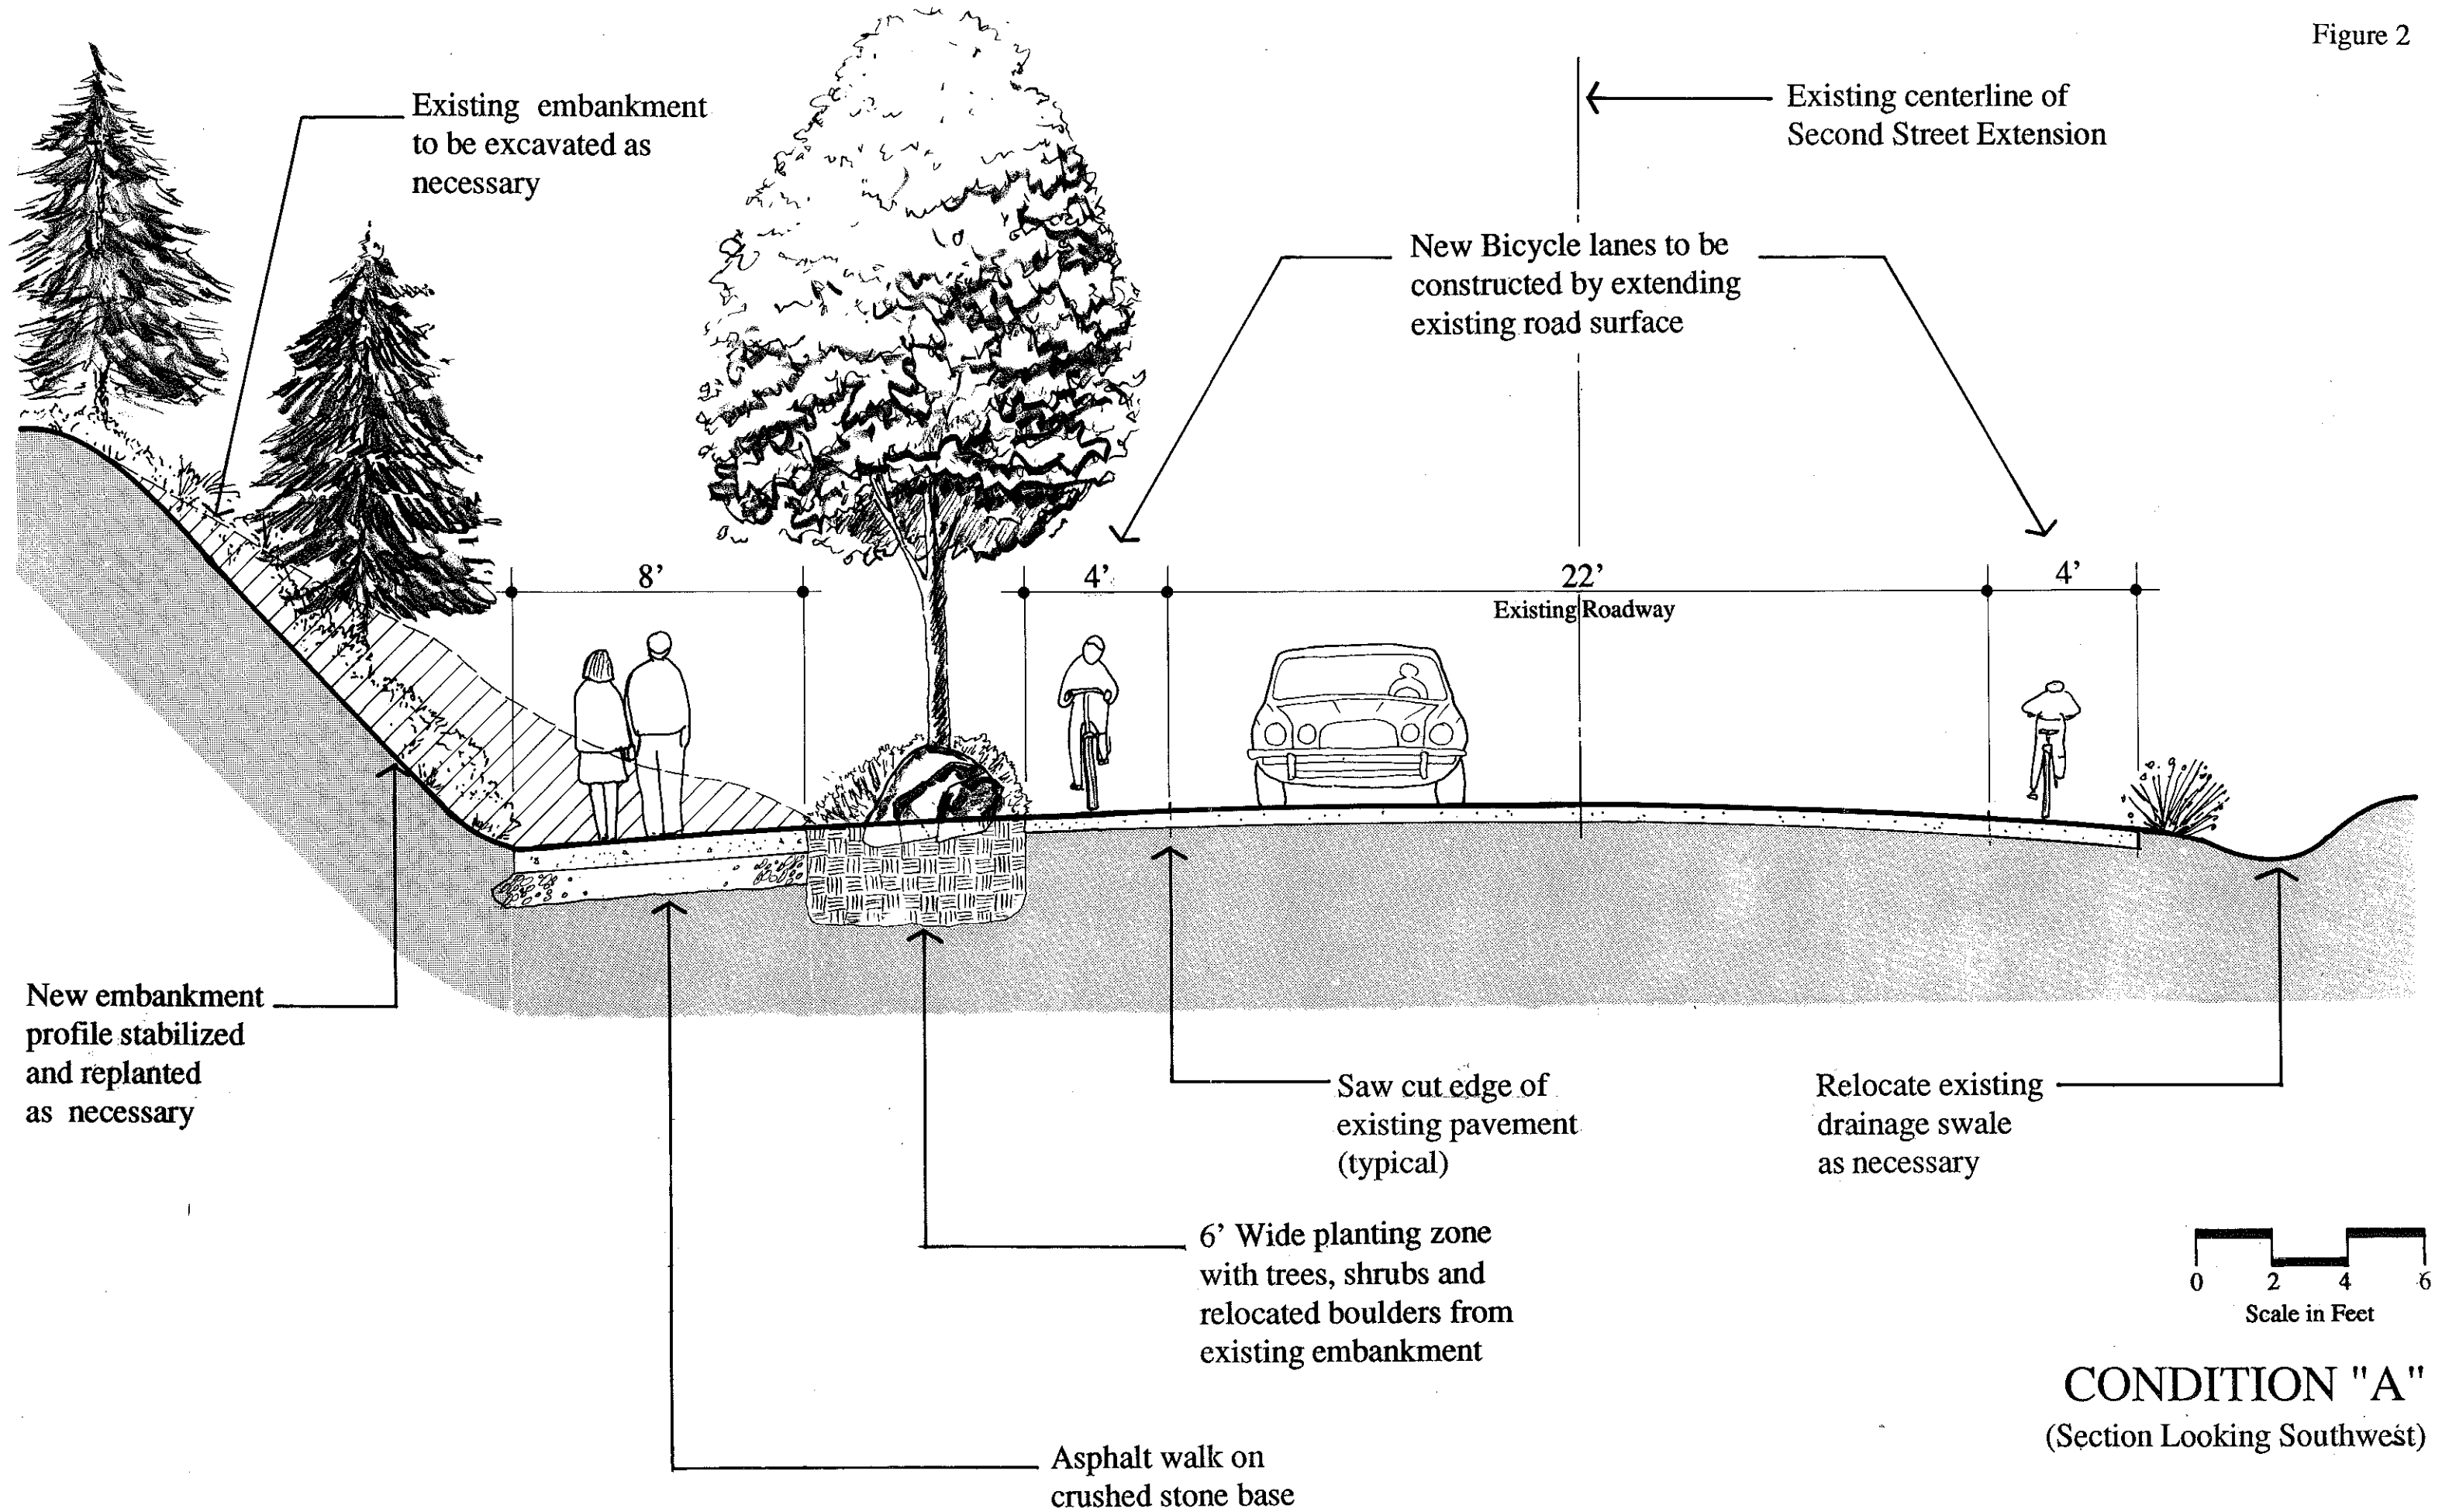 Figure 2
Existing embankment
to be excavated as
necessary
Existing centerline of
Second Street Extension
New Bicycle lanes to be
constructed by extending
existing road surface
8’
4’
22’
4’
Existing Roadway
New embankment
profile stabilized
and replanted
as necessary
Saw cut edge of
existing pavement
(typical)
Relocate existing
drainage swale
as necessary
6’ Wide planting zone
with trees, shrubs and
relocated boulders from
existing embankment
Asphalt walk on
crushed stone base
0 2 4 6
Scale in Feet
CONDITION "A"
(Section Looking Southwest)